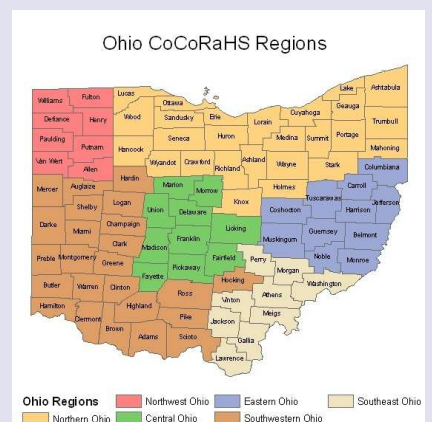 Ohio CoCoRaHS Regions
Williams
Fulton
Lucas
Ottawa
Lake
Ashtabula
Geauga
Defiance
Henry
Wood
Sandusky
Erie
Lorain
Cuyahoga
Trumbull
Paulding
Putnam
Hancock
Seneca
Huron
Medina
Summit
Portage
Mahoning
Van Wert
Allen
Wyandot
Crawford
Richland
Ashland
Wayne
Stark
Columbiana
Mercer
Auglaize
Hardin
Marion
Morrow
Knox
Holmes
Tuscarawas
Carroll
Jefferson
Shelby
Logan
Union
Delaware
Coshocton
Harrison
Darke
Miami
Champaign
Licking
Guernsey
Belmont
Clark
Madison
Franklin
Muskingum
Preble
Montgomery
Greene
Fairfield
Perry
Noble
Monroe
Fayette
Pickaway
Morgan
Butler
Warren
Clinton
Ross
Hocking
Athens
Washington
Hamilton
Clermont
Highland
Vinton
Pike
Meigs
Brown
Adams
Scioto
Jackson
Gallia
Lawrence
Ohio Regions Northwest Ohio Eastern Ohio Southeast Ohio
Northern Ohio Central Ohio Southwestern Ohio